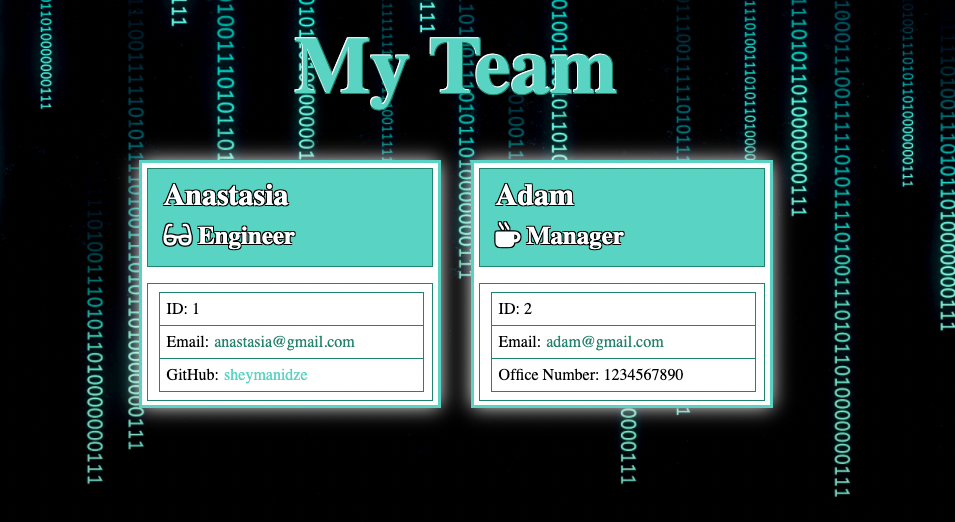 My Team
Anastasia
Engineer
ID: 1
Email: anastasia@gmail.com
GitHub: sheymanidze
Adam
Manager
ID: 2
Email: adam@gmail.com
Office Number: 1234567890